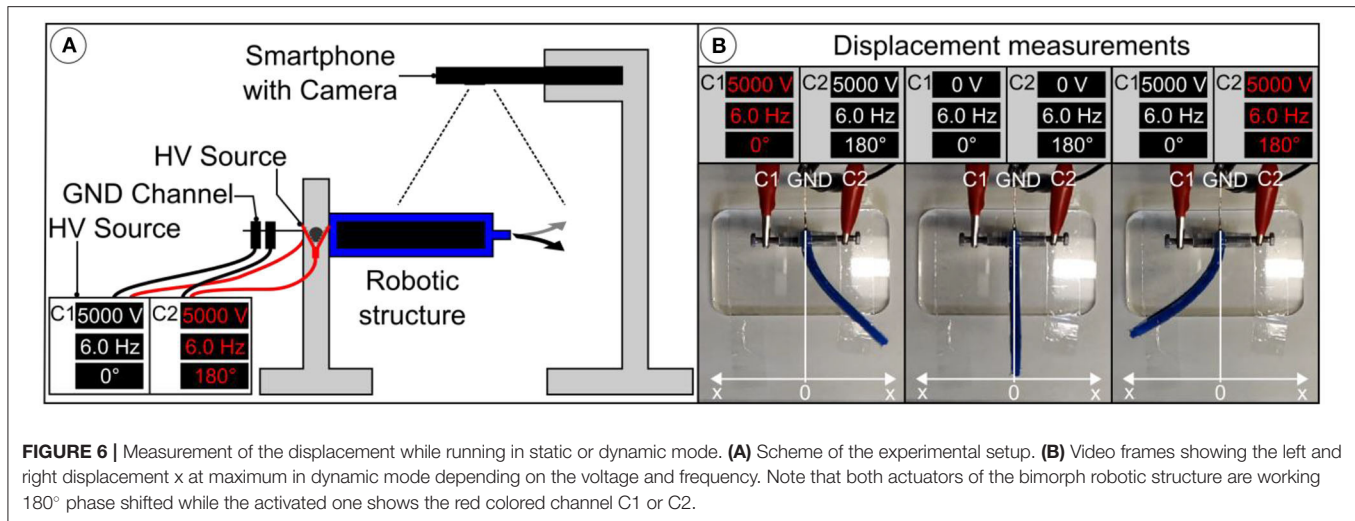 A
Smartphone
with Camera
HV Source
GND Channel
HV Source
Robotic
structure
C1 5000 V C2 5000 V
6.0 Hz 6.0 Hz
0° 180°
B
Displacement measurements
C1 5000 V C2 5000 V C1 0 V C2 0 V C1 5000 V C2 5000 V
6.0 Hz 6.0 Hz 6.0 Hz 6.0 Hz 6.0 Hz 6.0 Hz
0° 180° 0° 180° 0° 180°
C1 GND C2 C1 GND C2 C1 GND C2
x 0 x x 0 x x 0 x
FIGURE 6 | Measurement of the displacement while running in static or dynamic mode. (A) Scheme of the experimental setup. (B) Video frames showing the left and
right displacement x at maximum in dynamic mode depending on the voltage and frequency. Note that both actuators of the bimorph robotic structure are working
180° phase shifted while the activated one shows the red colored channel C1 or C2.